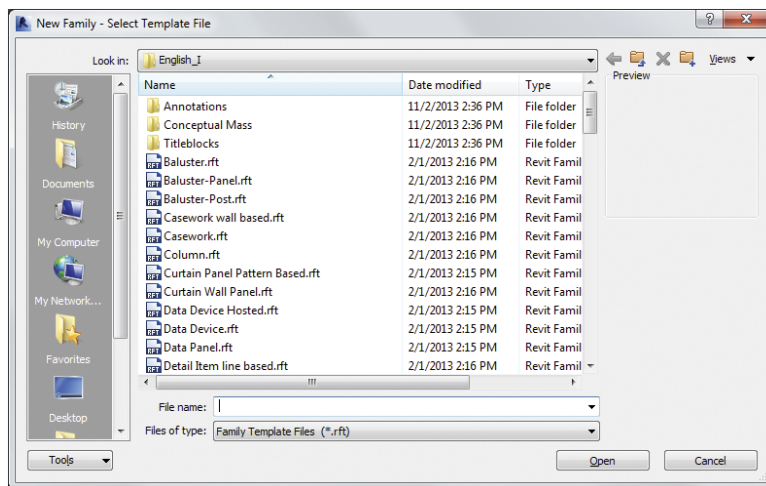 New Family - Select Template File
Look in: English_I Views
Name Date modified Type Preview
Annotations 11/2/2013 2:36 PM File folder
Conceptual Mass 11/2/2013 2:36 PM File folder
Titleblocks 11/2/2013 2:36 PM File folder
Baluster.rft 2/1/2013 2:16 PM Revit Famil
Baluster-Panel.rft 2/1/2013 2:16 PM Revit Famil
Baluster-Post.rft 2/1/2013 2:16 PM Revit Famil
Casework wall based.rft 2/1/2013 2:16 PM Revit Famil
Casework.rft 2/1/2013 2:16 PM Revit Famil
Column.rft 2/1/2013 2:16 PM Revit Famil
Curtain Panel Pattern Based.rft 2/1/2013 2:15 PM Revit Famil
Curtain Wall Panel.rft 2/1/2013 2:16 PM Revit Famil
Data Device Hosted.rft 2/1/2013 2:15 PM Revit Famil
Data Device.rft 2/1/2013 2:15 PM Revit Famil
Data Panel.rft 2/1/2013 2:15 PM Revit Famil
Detail Item line based.rft 2/1/2013 2:16 PM Revit Famil
History
Documents
My Computer
My Network...
Favorites
Desktop
File name:
Files of type: Family Template Files (*.rft)
Tools Open Cancel